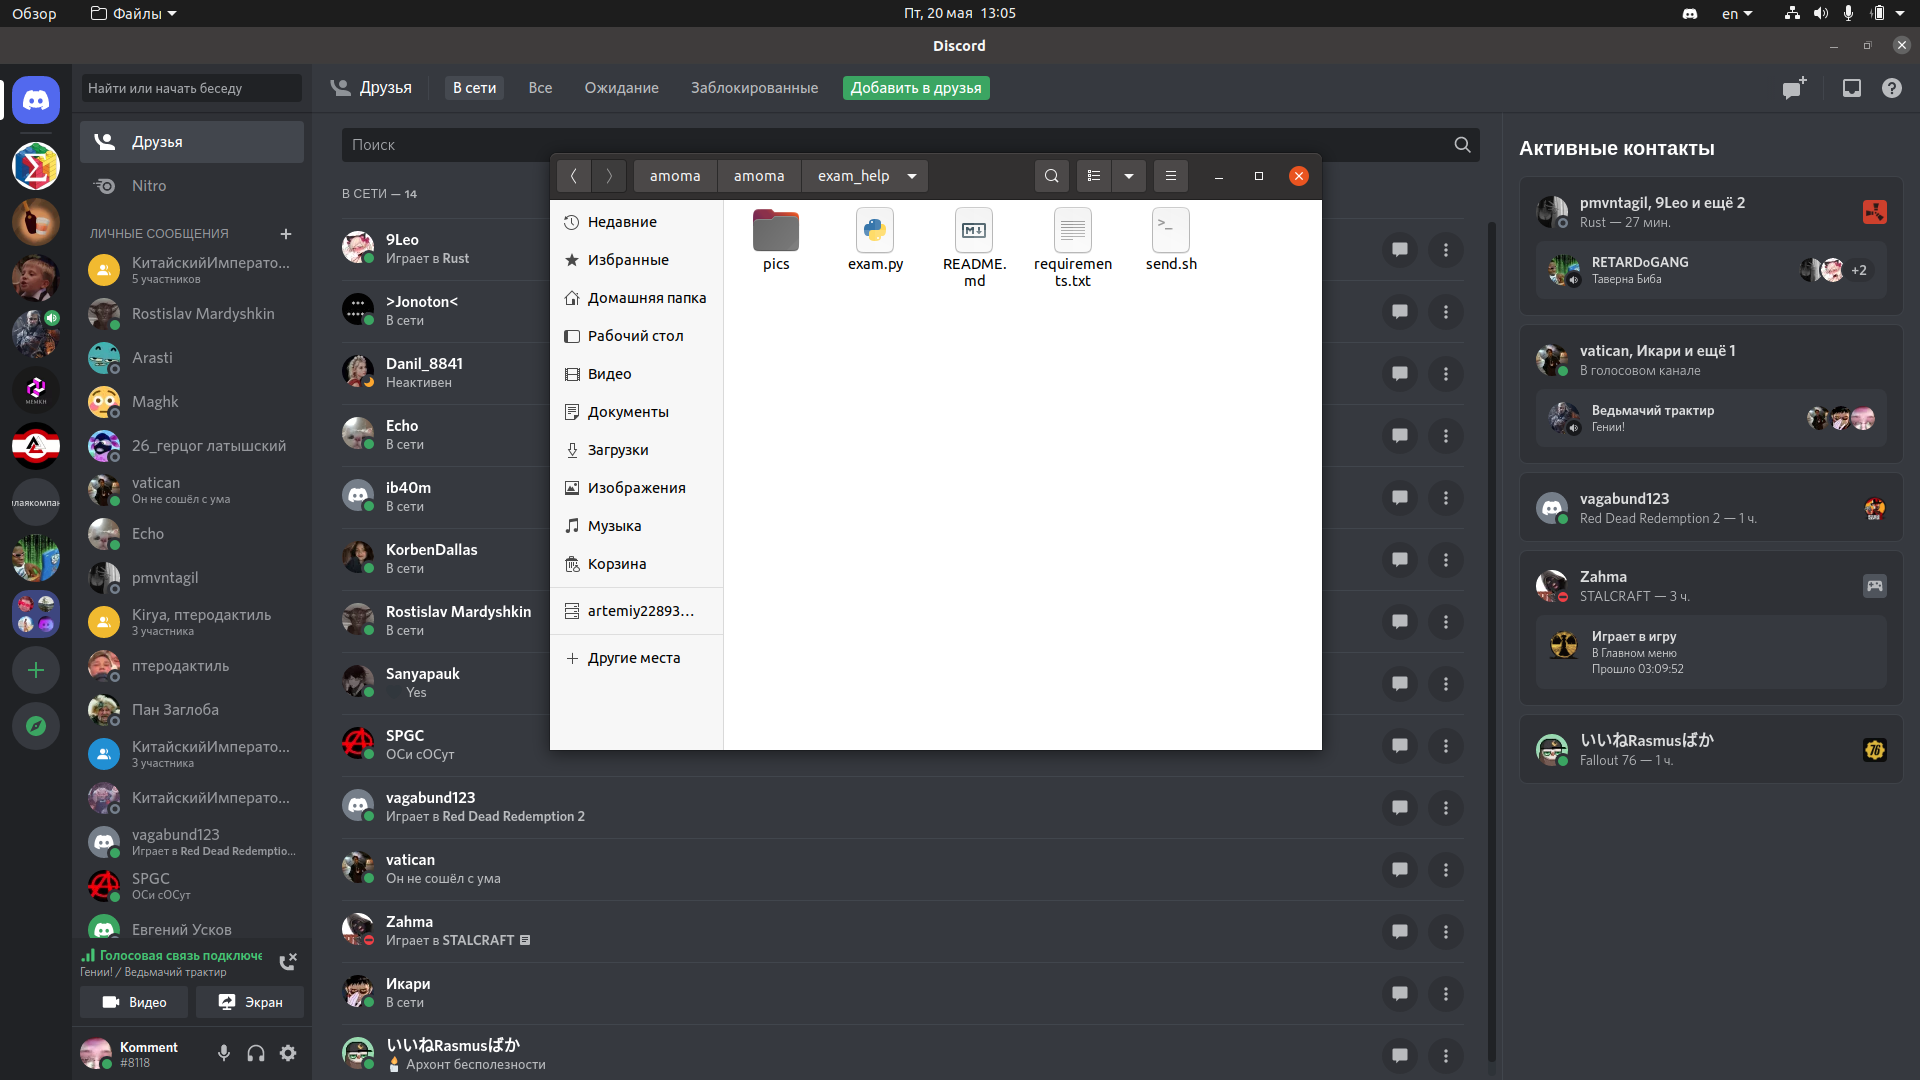 Обзор
Файлы
Пт, 20 мая 13:05
en
Discord
Найти или начать беседу
Друзья
В сети
Все
Ожидание
Заблокированные
Добавить в друзья
Друзья
Nitro
ЛИЧНЫЕ СООБЩЕНИЯ
КитайскийИмперато...
5 участников
Rostislav Mardyshkin
Arasti
Maghk
26_герцог латышский
vatican
Он не сошёл с ума
Echo
pmvntagil
Kirya, птеродактиль
3 участника
птеродактиль
Пан Заглоба
КитайскийИмперато...
3 участника
КитайскийИмперато...
vagabund123
Играет в Red Dead Redemptio...
SPGC
ОСи сОСут
Евгений Усков
Голосовая связь подключе
Гении! / Ведьмачий трактир
Видео
Экран
Komment
#8118
Поиск
В СЕТИ — 14
9Leo
Играет в Rust
>Jonoton<
В сети
Danil_8841
Неактивен
Echo
В сети
ib40m
В сети
KorbenDallas
В сети
Rostislav Mardyshkin
В сети
Sanyapauk
Yes
SPGC
ОСи сОСут
vagabund123
Играет в Red Dead Redemption 2
vatican
Он не сошёл с ума
Zahma
Играет в STALCRAFT
Икари
В сети
いいねRasmusばか
Архонт бесполезности
amoma
amoma
exam_help
Недавние
Избранные
Домашняя папка
Рабочий стол
Видео
Документы
Загрузки
Изображения
Музыка
Корзина
artemiy22893...
Другие места
pics
exam.py
README.
md
requiremen
ts.txt
send.sh
Активные контакты
pmvntagil, 9Leo и ещё 2
Rust — 27 мин.
RETARDoGANG
Таверна Биба
+2
vatican, Икари и ещё 1
В голосовом канале
Ведьмачий трактир
Гении!
vagabund123
Red Dead Redemption 2 — 1 ч.
Zahma
STALCRAFT — 3 ч.
Играет в игру
В Главном меню
Прошло 03:09:52
いいねRasmusばか
Fallout 76 — 1 ч.
76